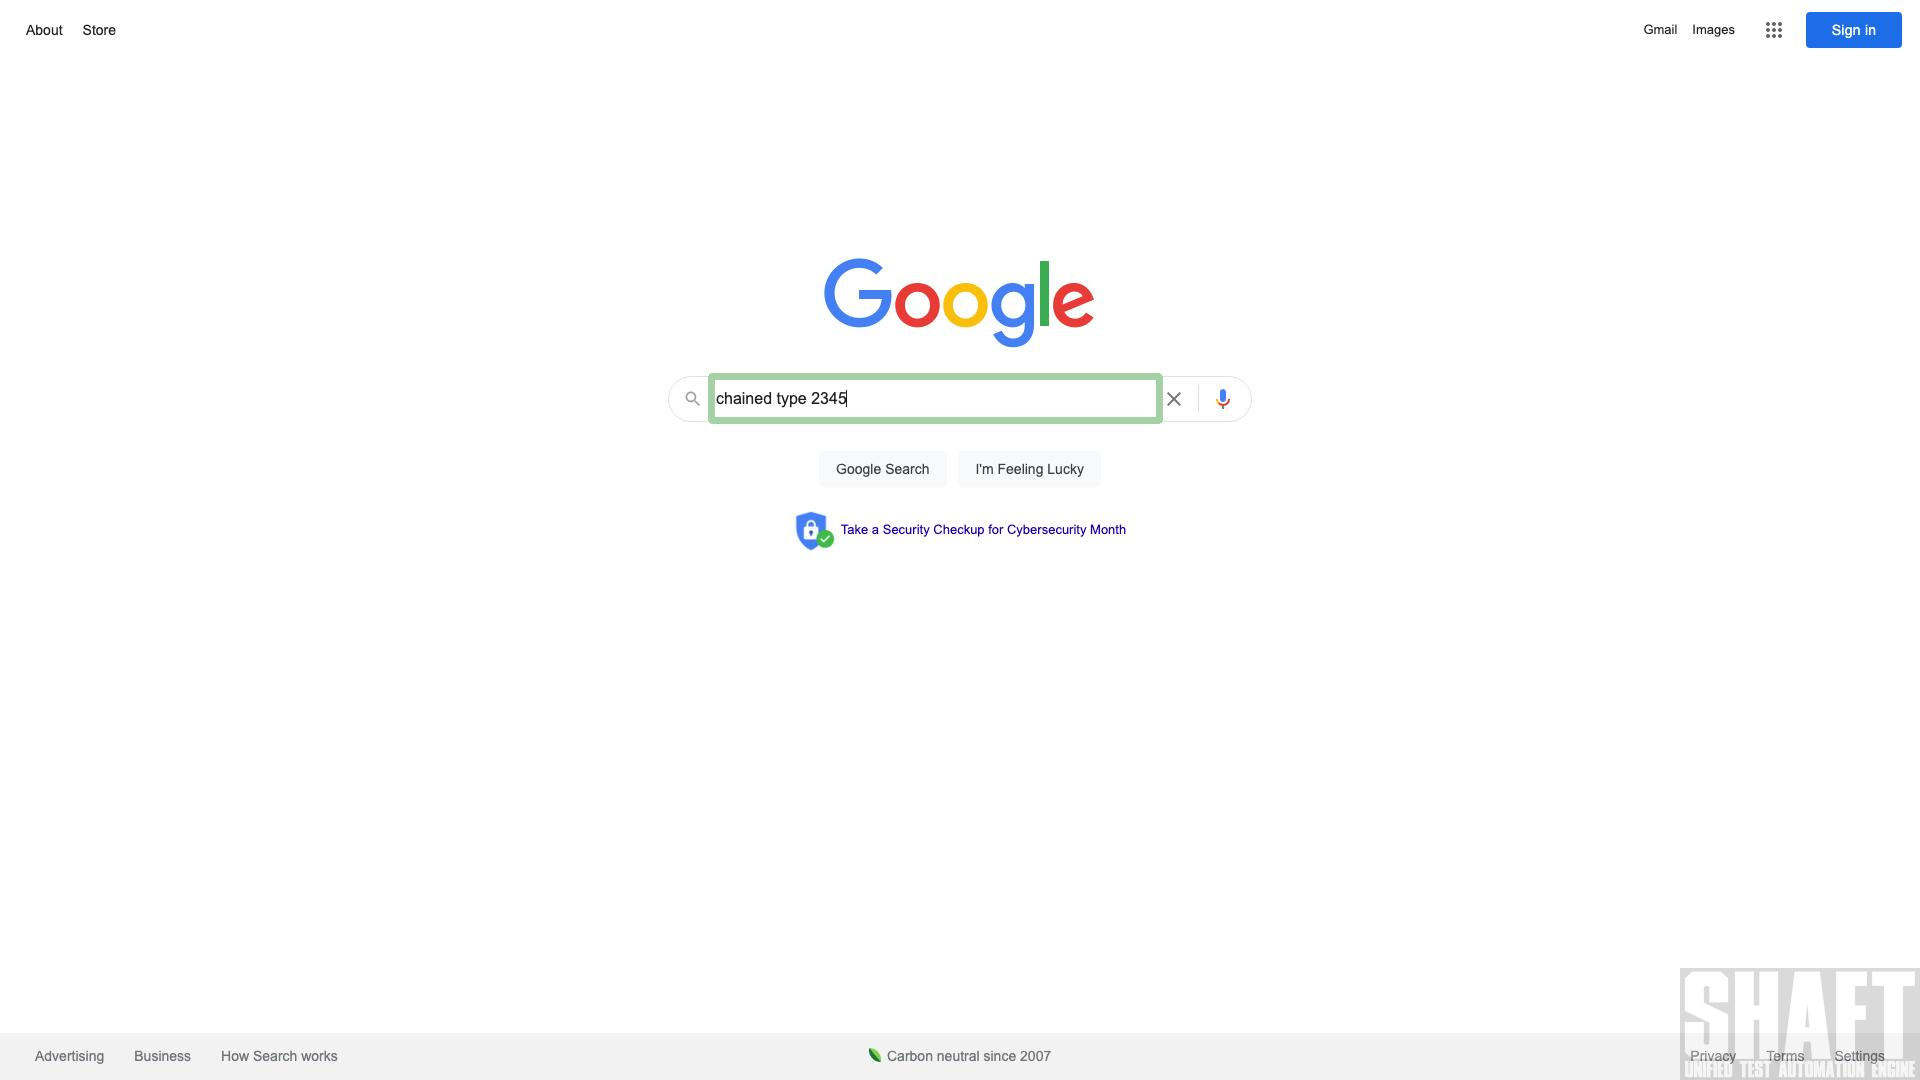 About Store Gmail Images Sign in
Google
chained type 2345
Google Search I'm Feeling Lucky
Take a Security Checkup for Cybersecurity Month
SHAFT
Advertising Business How Search works Carbon neutral since 2007 Privacy Terms Settings
UNIFIED TEST AUTOMATION ENGINE